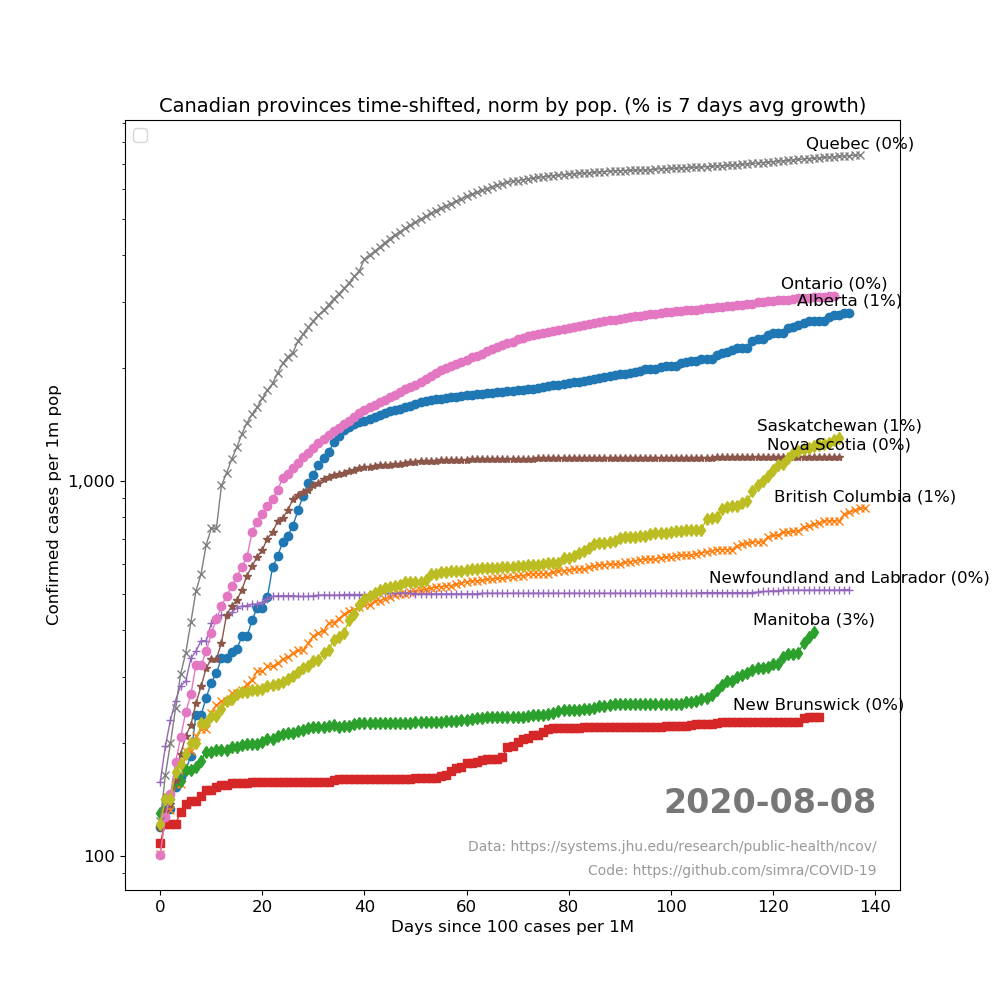 Canadian provinces time-shifted, norm by pop. (% is 7 days avg growth)
Quebec (0%)
Ontario (0%)
Alberta (1%)
Saskatchewan (1%)
Nova Scotia (0%)
1,000
British Columbia (1%)
Newfoundland and Labrador (0%)
Manitoba (3%)
New Brunswick (0%)
Confirmed cases per 1m pop
2020-08-08
Data: https://systems.jhu.edu/research/public-health/ncov/
100
Code: https://github.com/simra/COVID-19
0 20 40 60 80 100 120 140
Days since 100 cases per 1M